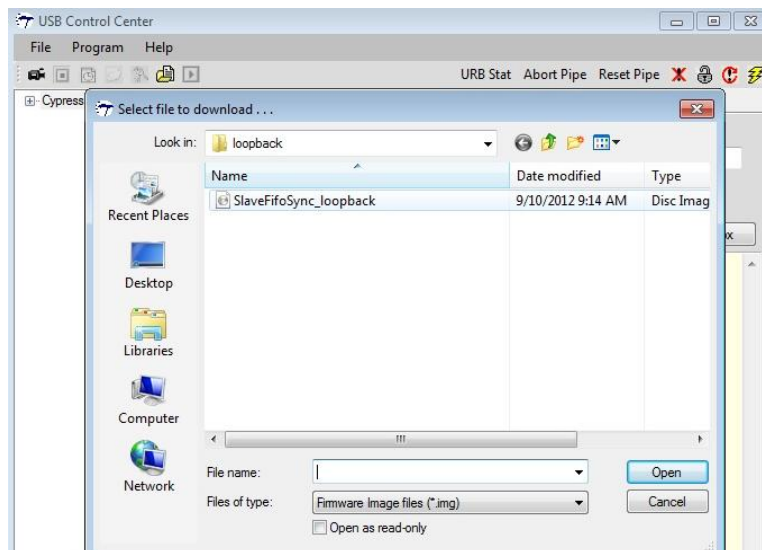 USB Control Center
File Program Help
URB Stat Abort Pipe Reset Pipe
Cypress
Select file to download . . .
Look in: loopback
Name Date modified Type
SlaveFifoSync_loopback 9/10/2012 9:14 AM Disc Imag
Recent Places
Desktop
Libraries
Computer
Network
File name: Open
Files of type: Firmware Image files (*.img) Cancel
Open as read-only